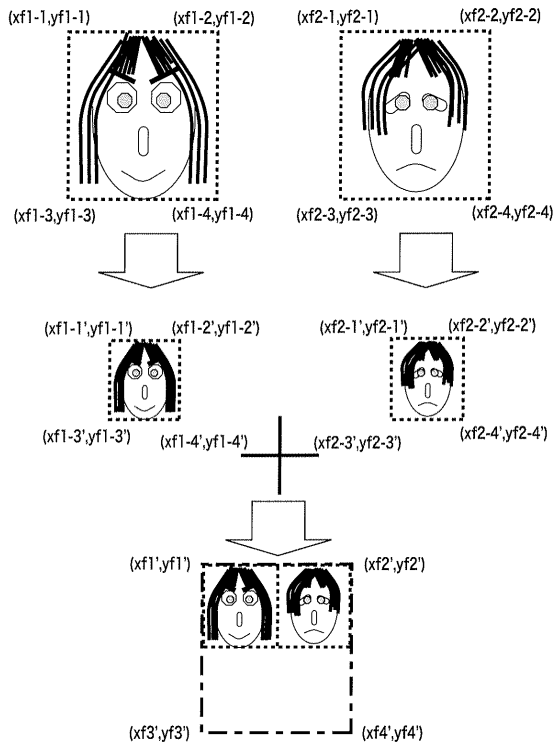 (xf1-1,yf1-1) (xf1-2,yf1-2) (xf2-1,yf2-1) (xf2-2,yf2-2)
(xf1-3,yf1-3) (xf1-4,yf1-4) (xf2-3,yf2-3) (xf2-4,yf2-4)
(xf1-1',yf1-1') (xf1-2',yf1-2') (xf2-1',yf2-1') (xf2-2',yf2-2')
(xf1-3',yf1-3') (xf1-4',yf1-4') (xf2-3',yf2-3') (xf2-4',yf2-4')
(xf1',yf1') (xf2',yf2')
(xf3',yf3') (xf4',yf4')